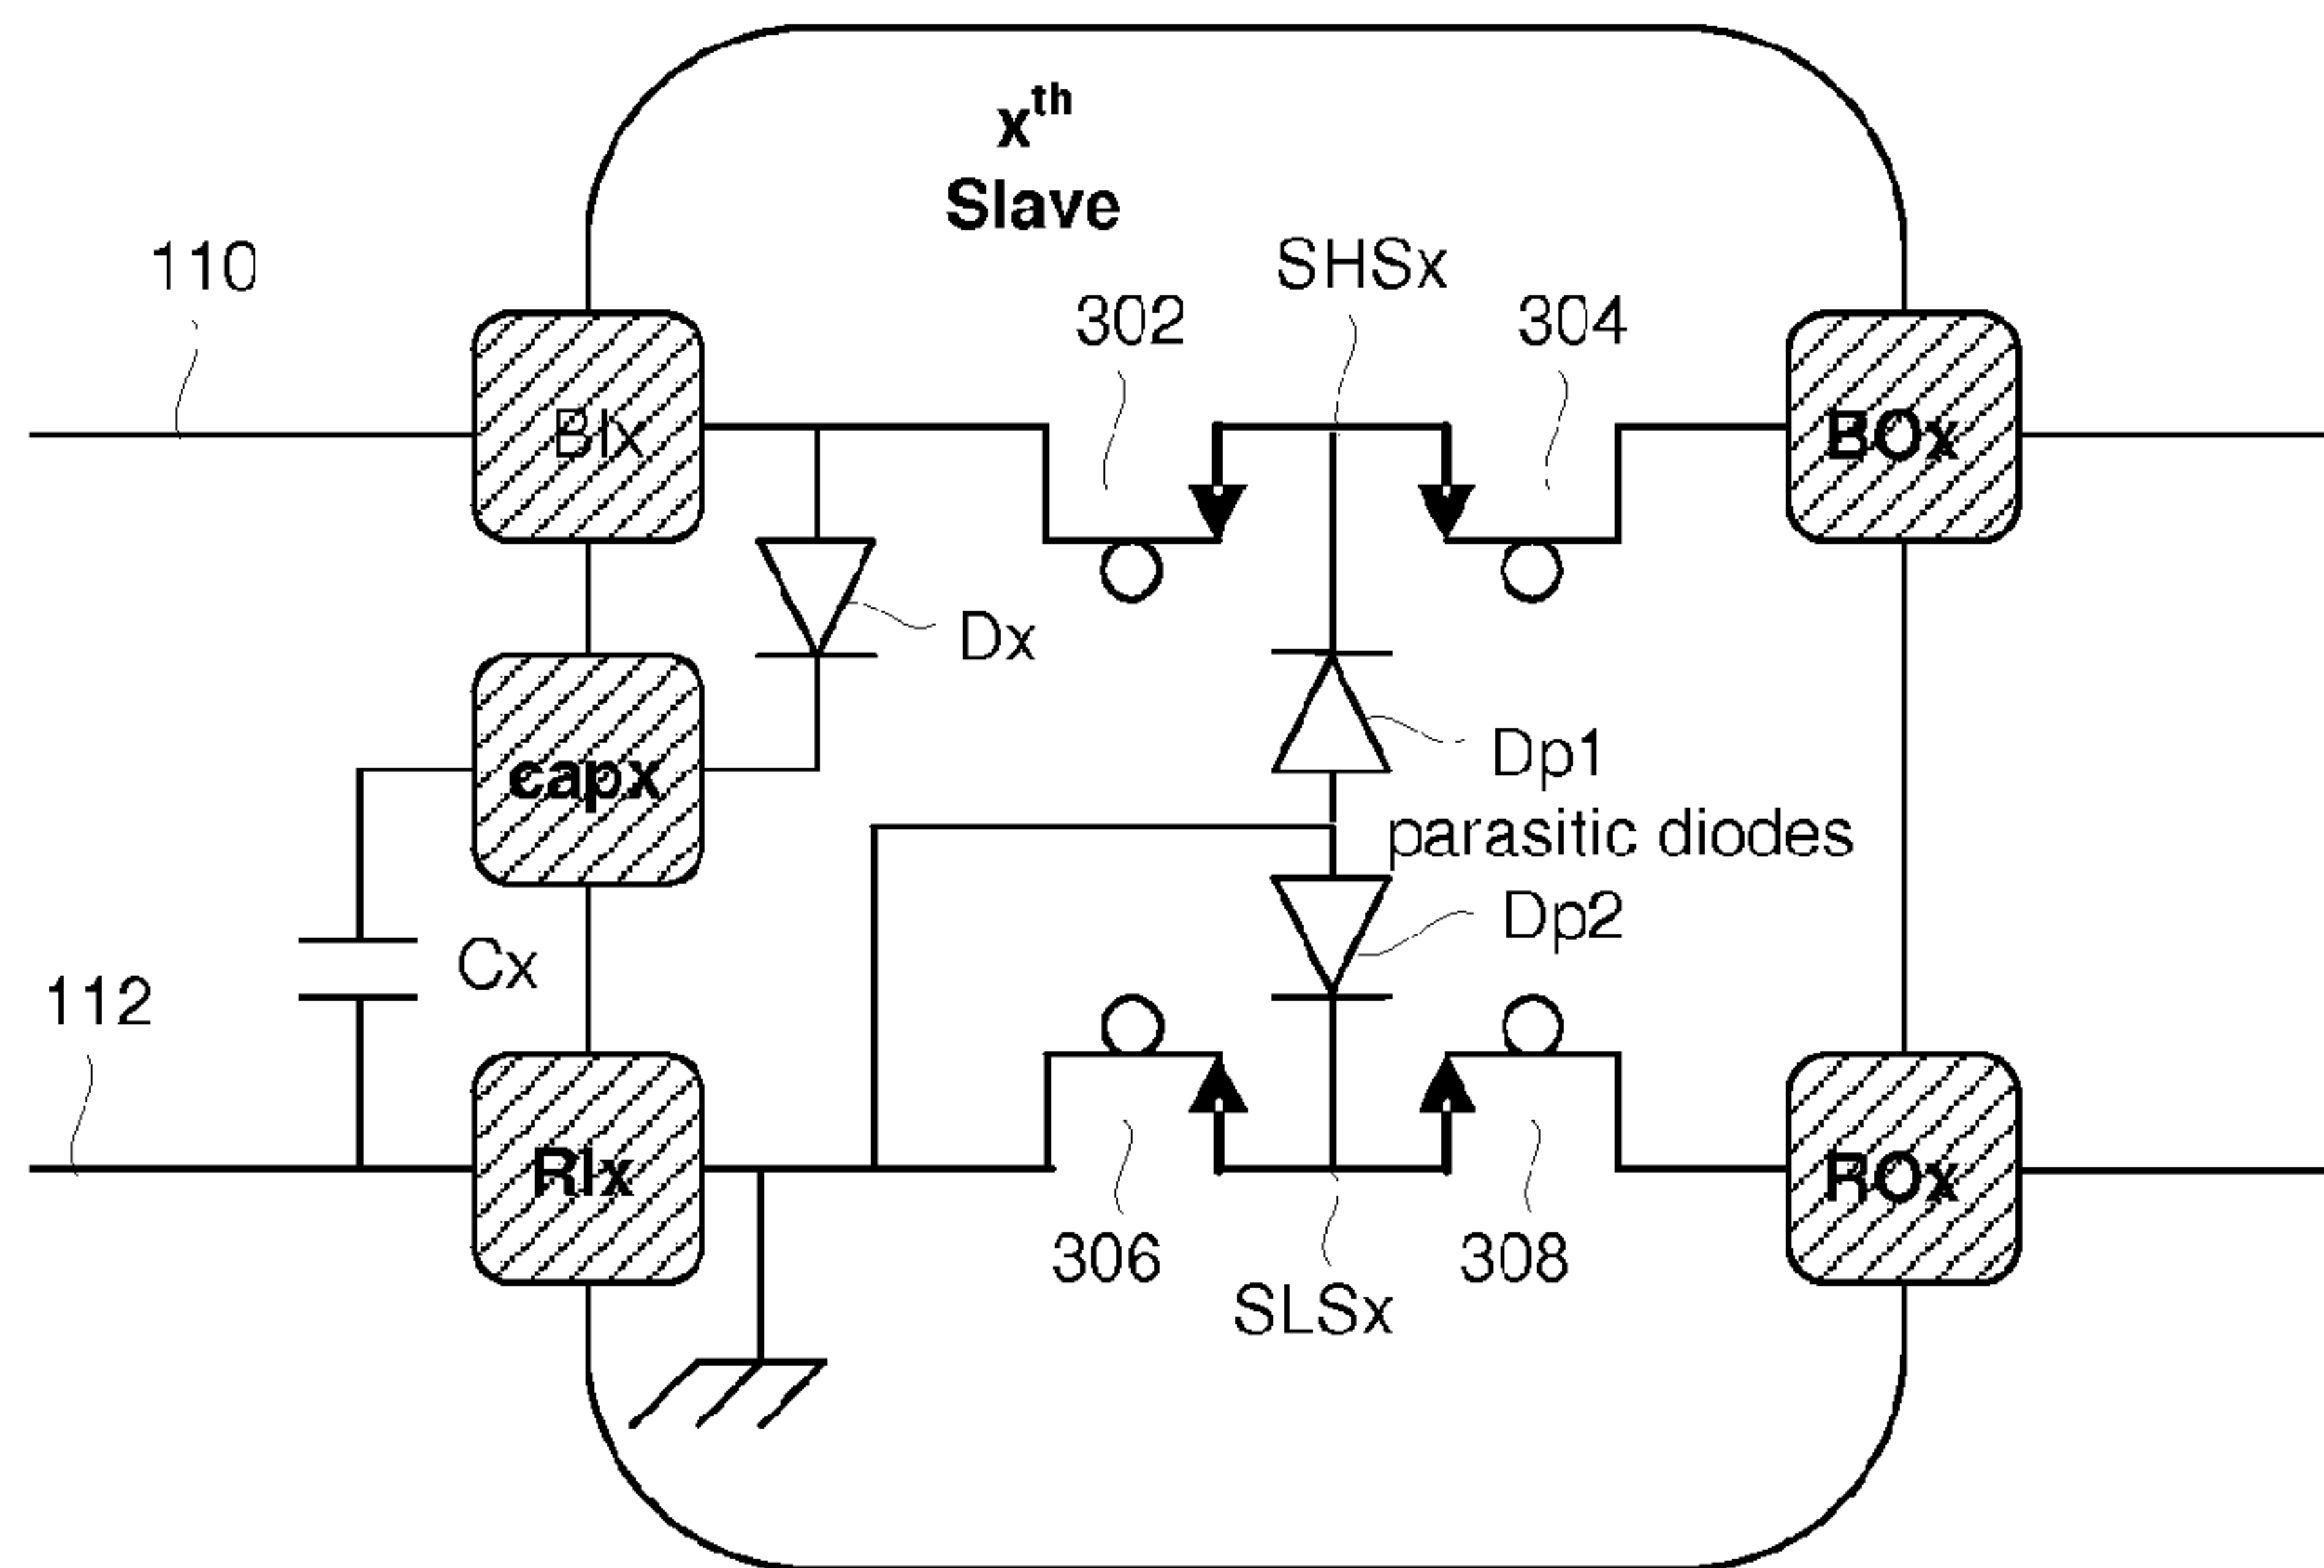 xth
Slave
110
SHSx
302
304
BIx
BOx
Dx
Dp1
capx
parasitic diodes
Dp2
Cx
112
RIx
ROx
306
308
SLSx